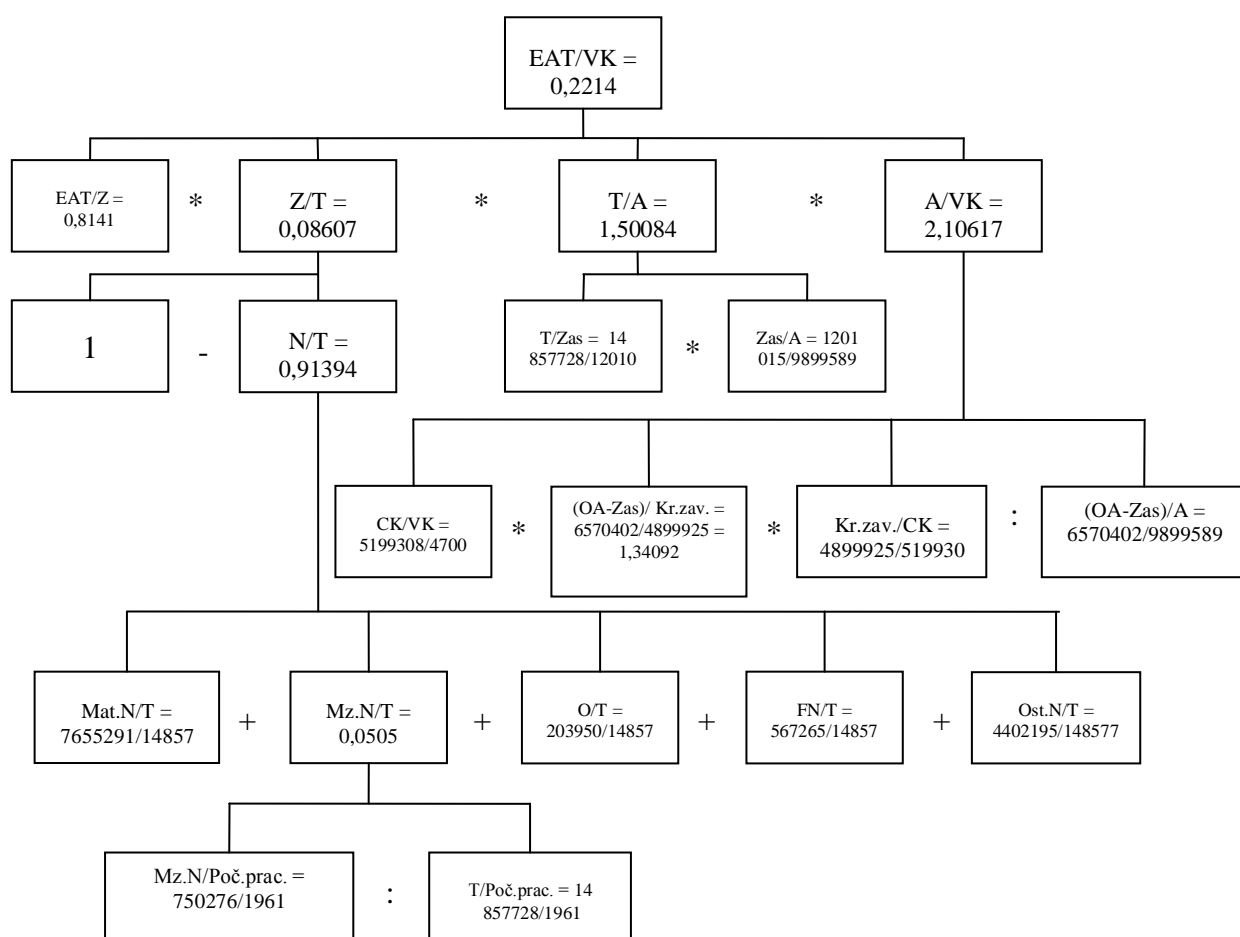 EAT/VK =
0,2214
EAT/Z =
0,8141
*
Z/T =
0,08607
*
T/A =
1,50084
*
A/VK =
2,10617
1
-
N/T =
0,91394
T/Zas = 14
857728/12010
*
Zas/A = 1201
015/9899589
CK/VK =
5199308/4700
*
(OA-Zas)/ Kr.zav. =
6570402/4899925 =
1,34092
*
Kr.zav./CK =
4899925/519930
:
(OA-Zas)/A =
6570402/9899589
Mat.N/T =
7655291/14857
+
Mz.N/T =
0,0505
+
O/T =
203950/14857
+
FN/T =
567265/14857
+
Ost.N/T =
4402195/148577
Mz.N/Poč.prac. =
750276/1961
:
T/Poč.prac. = 14
857728/1961